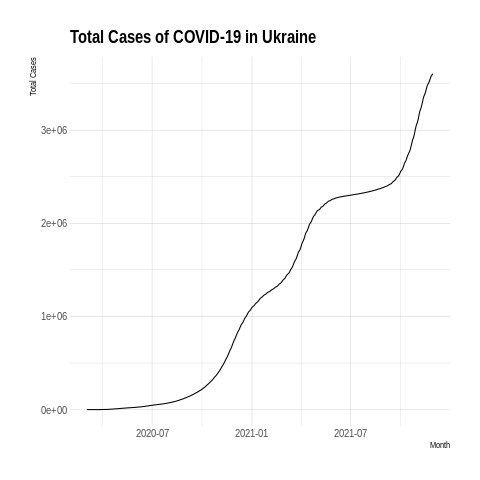 Total Cases of COVID-19 in Ukraine
Total Cases
3e+06
2e+06
1e+06
0e+00
2020-07 2021-01 2021-07
Month